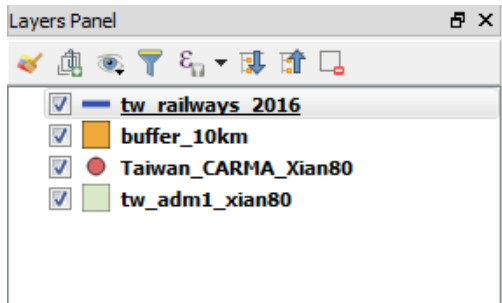 Layers Panel
tw_railways_2016
buffer_10km
Taiwan_CARMA_Xian80
tw_adm1_xian80